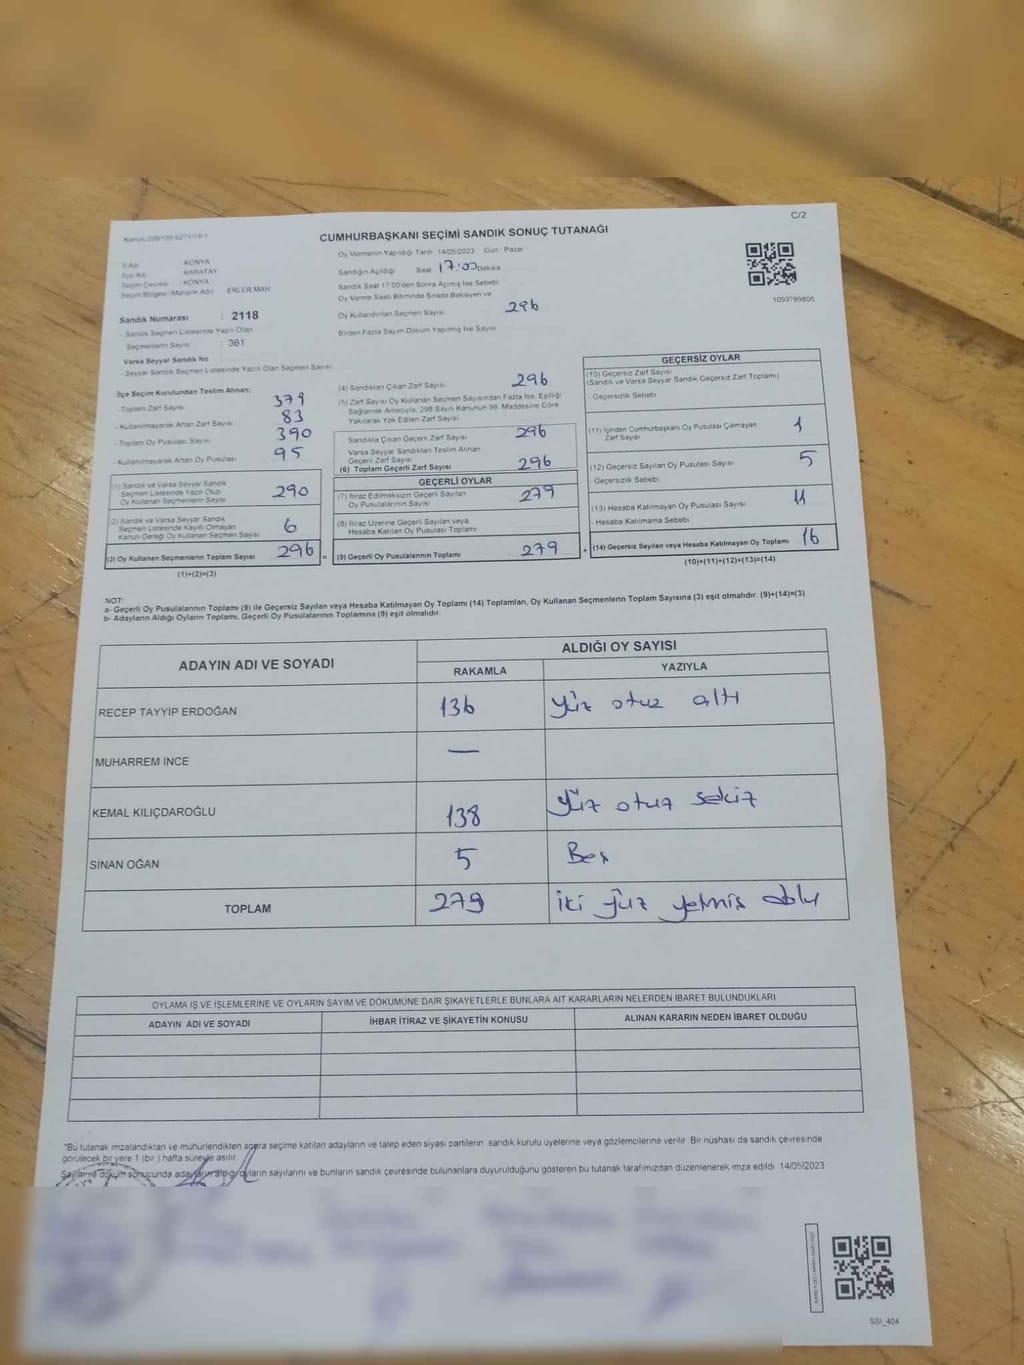 C/2
CUMHURBAŞKANI SEÇİMİ SANDIK SONUÇ TUTANAĞI
İl Adı : KONYA
İlçe Adı : KARATAY
Seçim Çevresi : KONYA
Seçim Bölgesi (Mahalle Adı) : ERLER MAH.
Sandık Numarası : 2118
- Sandık Seçmen Listesinde Yazılı Olan
Seçmenlerin Sayısı : 361
Varsa Seyyar Sandık No
- Seyyar Sandık Seçmen Listesinde Yazılı Olan Seçmen Sayısı
Oy Vermenin Yapıldığı Tarih 14/05/2023 Gün : Pazar
Sandığın Açıldığı Saat 17:00 Dakika
Sandık Saat 17:00'den Sonra Açımış İse Sebebi
Oy Verme Saati Bitiminde Sırada Bekleyen ve
Oy Kullandırılan Seçmen Sayısı 296
Birden Fazla Sayım Döküm Yapılmış İse Sayısı
1093789806
İlçe Seçim Kurulundan Teslim Alınan:
- Toplam Zarf Sayısı 379
- Kullanılmayarak Artan Zarf Sayısı 83
- Toplam Oy Pusulası Sayısı 390
- Kullanılmayarak Artan Oy Pusulası 95
(1) Sandık ve Varsa Seyyar Sandık
Seçmen Listesinde Yazılı Olup
Oy Kullanan Seçmenlerin Sayısı 290
(2) Sandık ve Varsa Seyyar Sandık
Seçmen Listesinde Kayıtlı Olmayan
Kanun Gereği Oy Kullanan Seçmen Sayısı 6
(3) Oy Kullanan Seçmenlerin Toplam Sayısı 296 =
(1)+(2)=(3)
(4) Sandıktan Çıkan Zarf Sayısı 296
(5) Zarf Sayısı Oy Kullanan Seçmen Sayısından Fazla İse, Eşitliği
Sağlamak Amacıyla, 298 Sayılı Kanunun 98. Maddesine Göre
Yakılarak Yok Edilen Zarf Sayısı
Sandıkta Çıkan Geçerli Zarf Sayısı 296
Varsa Seyyar Sandıktan Teslim Alınan
Geçerli Zarf Sayısı
(6) Toplam Geçerli Zarf Sayısı 296
GEÇERLİ OYLAR
(7) İtiraz Edilmeksizin Geçerli Sayılan
Oy Pusulalarının Sayısı 279
(8) İtiraz Üzerine Geçerli Sayılan veya
Hesaba Katılan Oy Pusulası Toplamı
(9) Geçerli Oy Pusulalarının Toplamı 279 +
GEÇERSİZ OYLAR
(10) Geçersiz Zarf Sayısı
(Sandık ve Varsa Seyyar Sandık Geçersiz Zarf Toplamı)
- Geçersizlik Sebebi
(11) İçinden Cumhurbaşkanı Oy Pusulası Çıkmayan
Zarf Sayısı 1
(12) Geçersiz Sayılan Oy Pusulası Sayısı 5
- Geçersizlik Sebebi
(13) Hesaba Katılmayan Oy Pusulası Sayısı 11
- Hesaba Katılmama Sebebi
(14) Geçersiz Sayılan veya Hesaba Katılmayan Oy Toplamı 16
(10)+(11)+(12)+(13)=(14)
NOT:
a- Geçerli Oy Pusulalarının Toplamı (9) ile Geçersiz Sayılan veya Hesaba Katılmayan Oy Toplamı (14) Toplamları, Oy Kullanan Seçmenlerin Toplam Sayısına (3) eşit olmalıdır. (9)+(14)=(3)
b- Adayların Aldığı Oyların Toplamı, Geçerli Oy Pusulalarının Toplamına (9) eşit olmalıdır.
ADAYIN ADI VE SOYADI ALDIĞI OY SAYISI
RAKAMLA YAZIYLA
RECEP TAYYİP ERDOĞAN 136 yüz otuz altı
MUHARREM İNCE —
KEMAL KILIÇDAROĞLU 138 yüz otuz sekiz
SİNAN OĞAN 5 Beş
TOPLAM 279 iki yüz yetmiş
OYLAMA İŞ VE İŞLEMLERİNE VE OYLARIN SAYIM VE DÖKÜMÜNE DAİR ŞİKAYETLERLE BUNLARA AİT KARARLARIN NELERDEN İBARET BULUNDUKLARI
ADAYIN ADI VE SOYADI İHBAR İTİRAZ VE ŞİKAYETİN KONUSU ALINAN KARARIN NEDEN İBARET OLDUĞU
"Bu tutanak imzalandıktan ve mühürlendikten sonra seçime katılan adayların ve talep eden siyasi partilerin sandık kurulu üyelerine veya gözlemcilerine verilir. Bir nüshası da sandık çevresinde
görülecek bir yere 1 (bir ) hafta süreyle asılır.
Sayım ve döküm sonucunda adayların aldığı oyların sayılarını ve bunların sandık çevresinde bulunanlara duyurulduğunu gösteren bu tutanak tarafımızdan düzenlenerek imza edildi. 14/05/2023
SSI_404